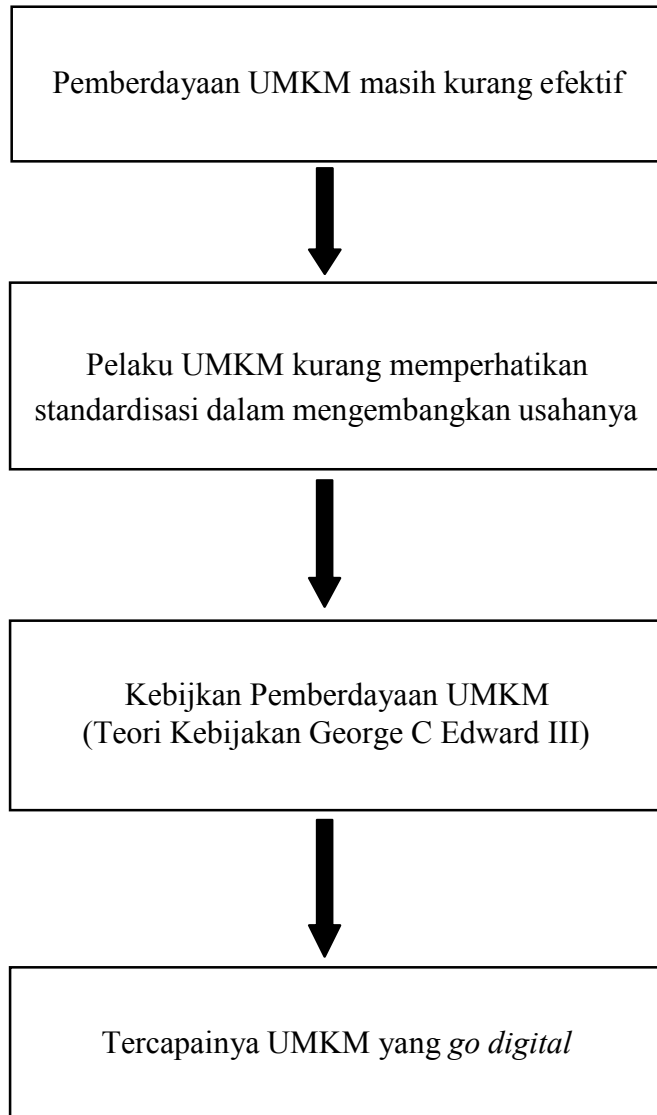 Pemberdayaan UMKM masih kurang efektif
Pelaku UMKM kurang memperhatikan
standardisasi dalam mengembangkan usahanya
Kebijkan Pemberdayaan UMKM
(Teori Kebijakan George C Edward III)
Tercapainya UMKM yang go digital